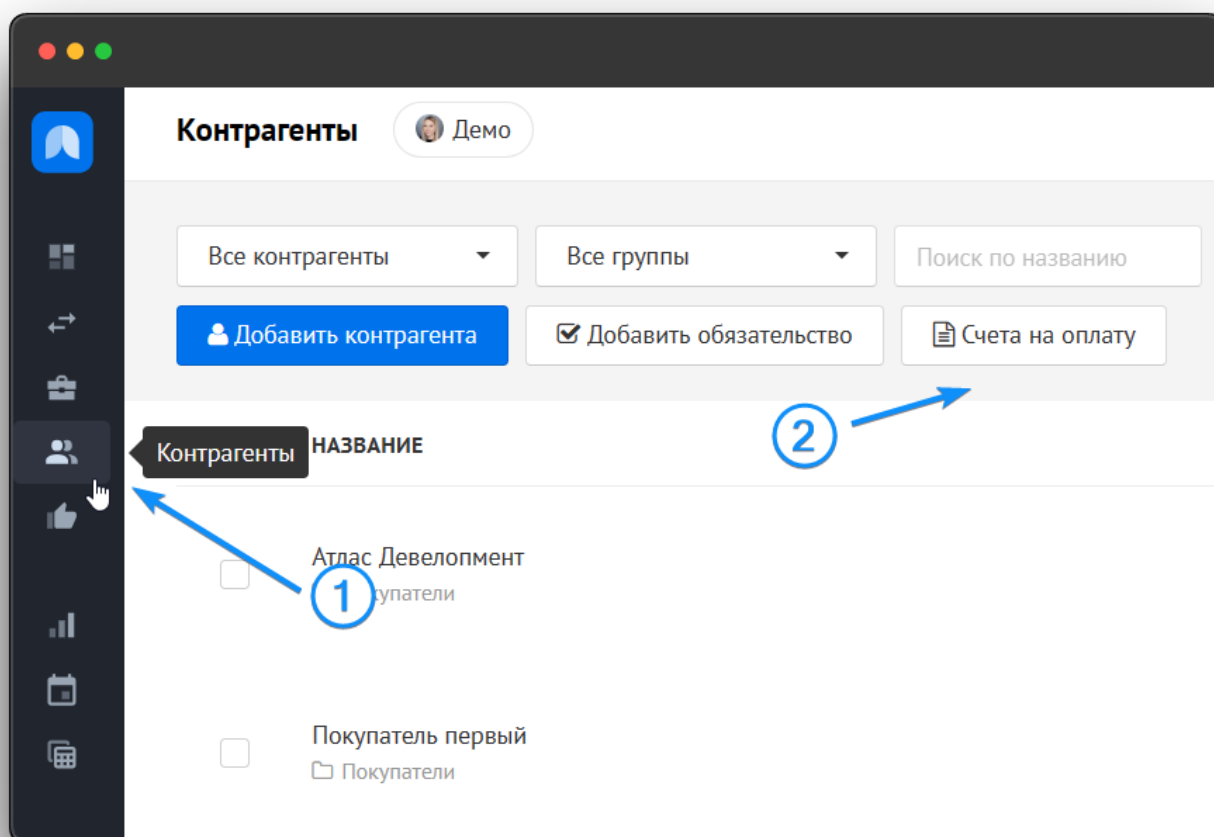 Контрагенты
Демо
Все контрагенты
Все группы
Поиск по названию
Добавить контрагента
Добавить обязательство
Счета на оплату
2
Контрагенты
НАЗВАНИЕ
Атлас Девелопмент
1
Покупатель первый
Покупатели